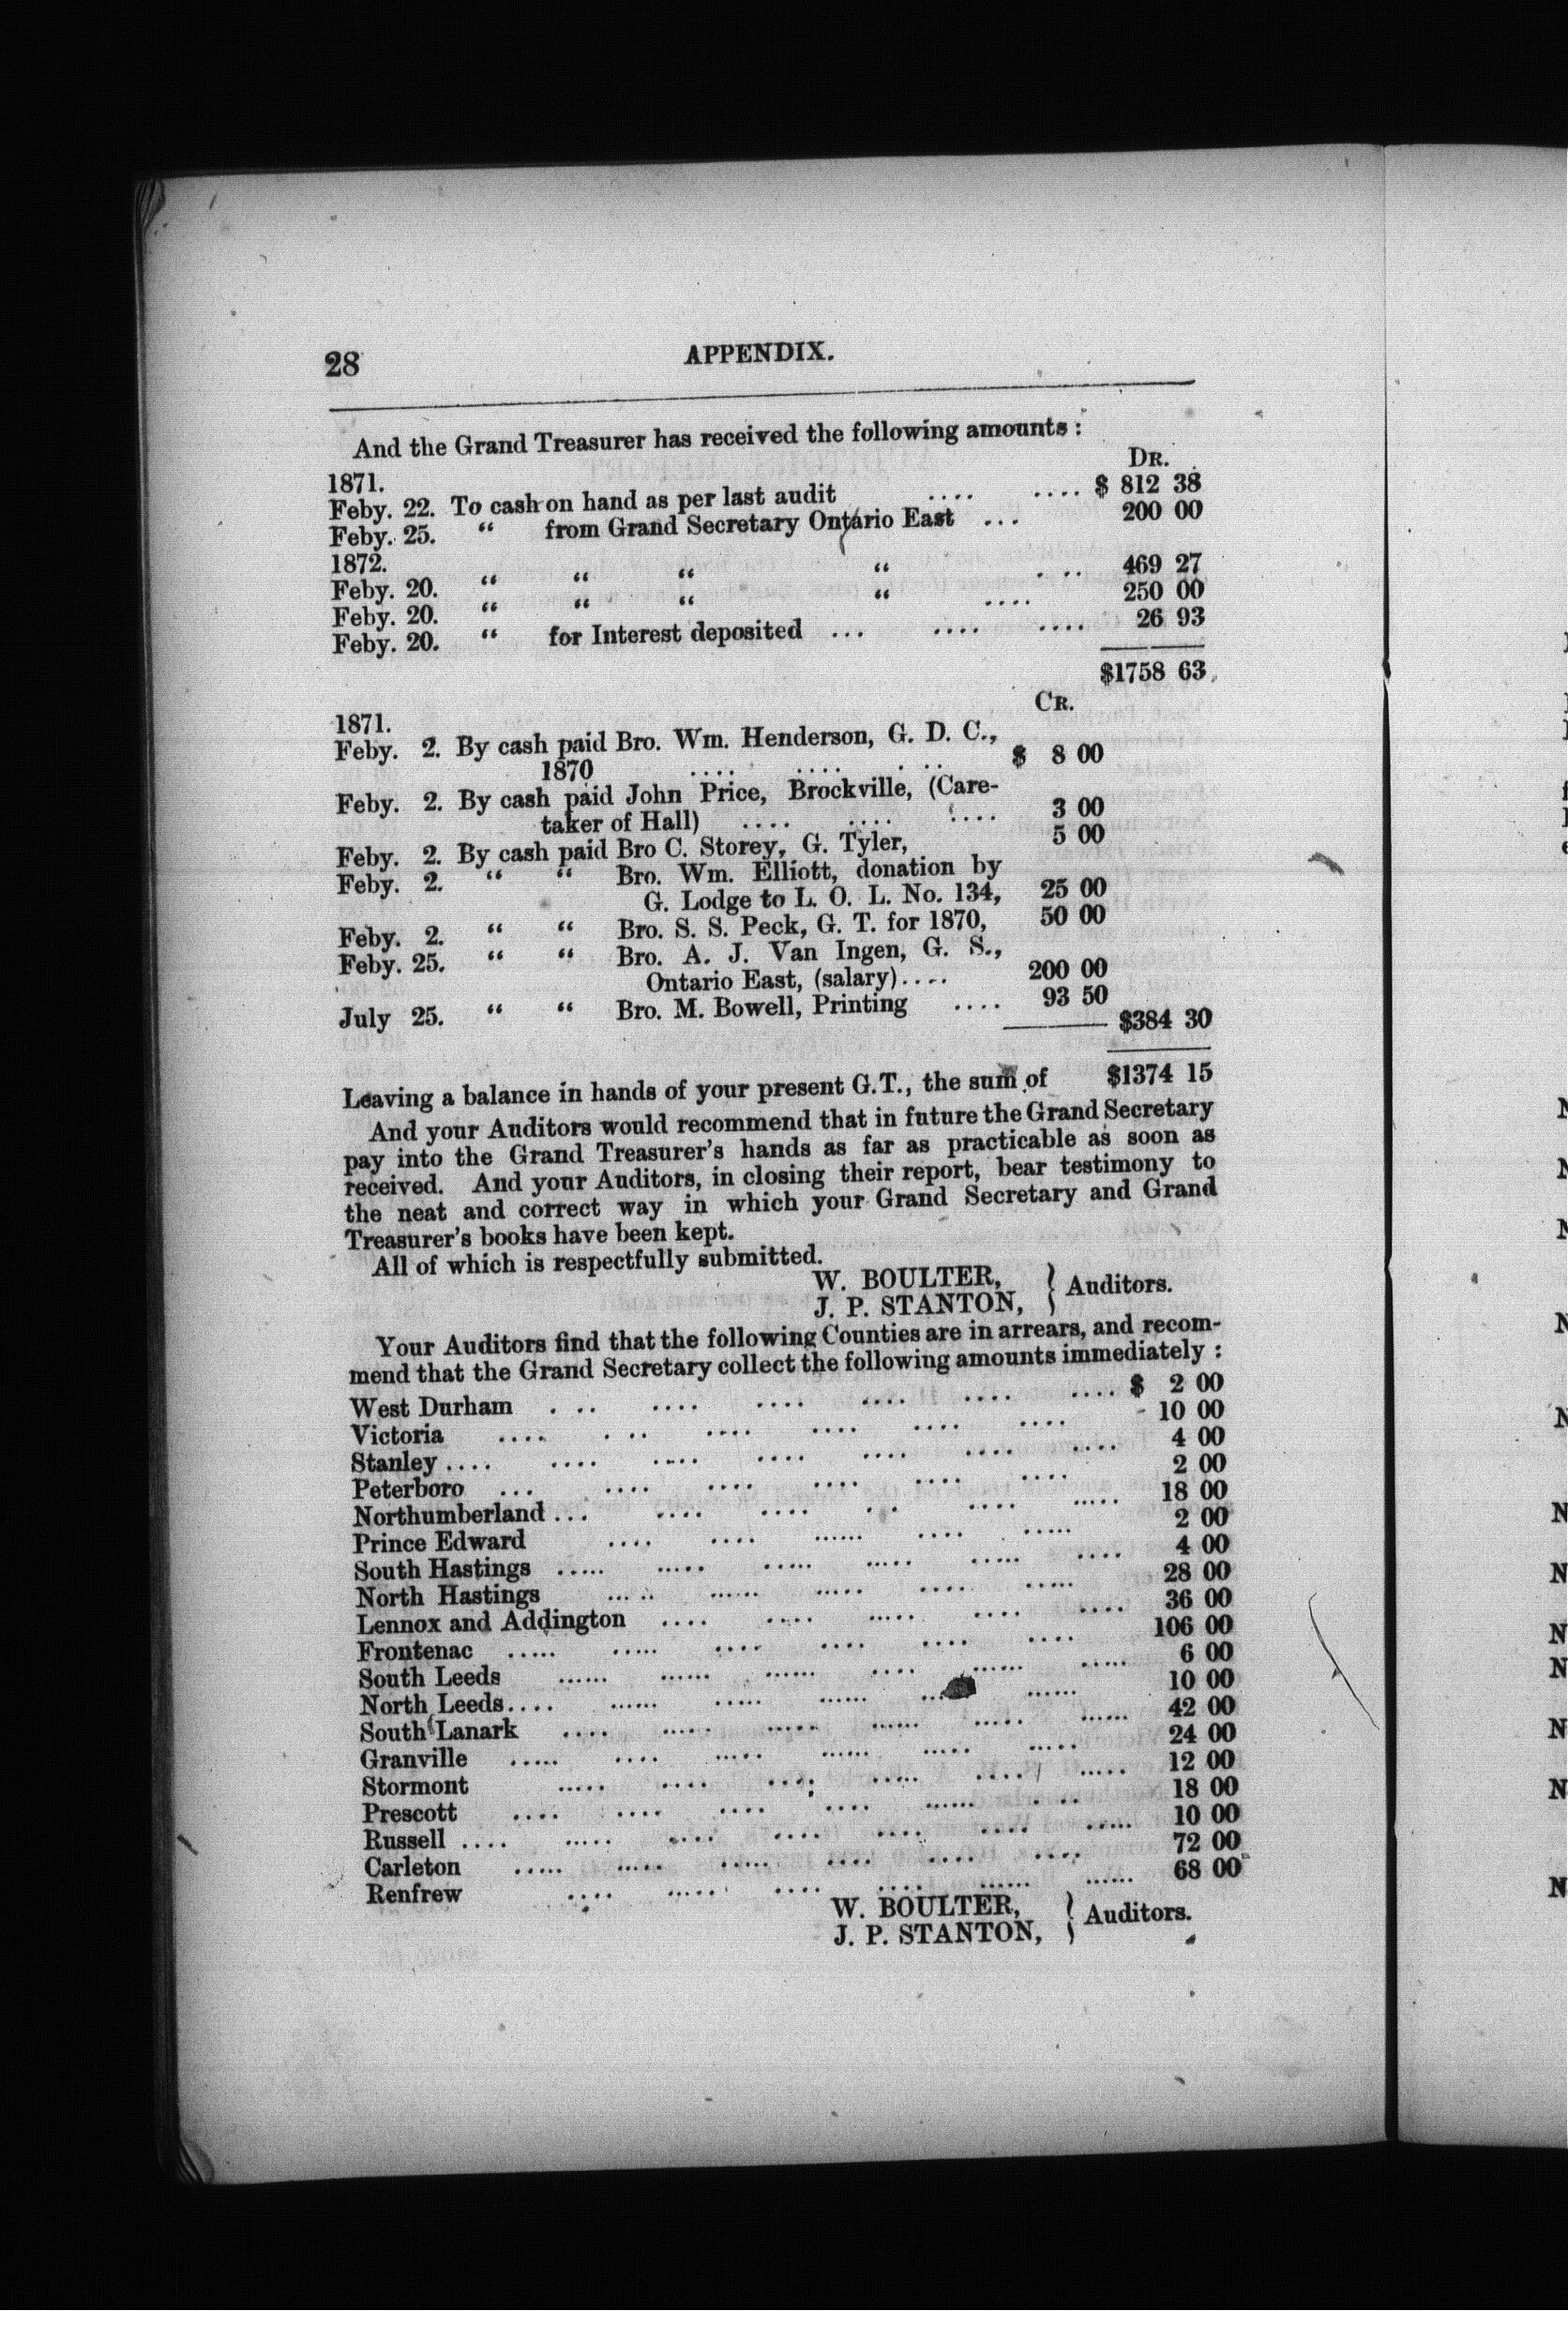 28 APPENDIX.
And the Grand Treasurer has received the following amounts :
DR.
1871.
Feby. 22. To cash on hand as per last audit .... .... $ 812 38
Feby. 25. “ from Grand Secretary Ontario East ... 200 00
1872.
Feby. 20. “ “ “ “ . .. 469 27
Feby. 20. “ “ “ “ .... 250 00
Feby. 20. “ for Interest deposited ... .... .... 26 93
$1758 63
CR.
1871.
Feby. 2. By cash paid Bro. Wm. Henderson, G. D. C.,
1870 .... .... . .. $ 8 00
Feby. 2. By cash paid John Price, Brockville, (Care-
taker of Hall) .... .... .... 3 00
Feby. 2. By cash paid Bro C. Storey, G. Tyler, 5 00
Feby. 2. “ “ Bro. Wm. Elliott, donation by
G. Lodge to L. O. L. No. 134, 25 00
Feby. 2. “ “ Bro. S. S. Peck, G. T. for 1870, 50 00
Feby. 25. “ “ Bro. A. J. Van Ingen, G. S.,
Ontario East, (salary).... 200 00
July 25. “ “ Bro. M. Bowell, Printing .... 93 50
$384 30
Leaving a balance in hands of your present G.T., the sum of $1374 15
And your Auditors would recommend that in future the Grand Secretary
pay into the Grand Treasurer's hands as far as practicable as soon as
received. And your Auditors, in closing their report, bear testimony to
the neat and correct way in which your Grand Secretary and Grand
Treasurer's books have been kept.
All of which is respectfully submitted.
W. BOULTER, } Auditors.
J. P. STANTON,
Your Auditors find that the following Counties are in arrears, and recom-
mend that the Grand Secretary collect the following amounts immediately :
West Durham ... .... .... .... .... .... $ 2 00
Victoria .... ... .... .... .... .... 10 00
Stanley .... .... .... .... .... .... .... 4 00
Peterboro ... .... .... .... .... .... 2 00
Northumberland ... .... .... ... .... ..... 18 00
Prince Edward .... .... ...... .... ..... 2 00
South Hastings ..... ..... ..... ..... ..... .... 4 00
North Hastings ..... ...... ..... .... ..... 28 00
Lennox and Addington .... .... ..... .... .... 36 00
Frontenac ..... ..... .... .... .... .... 106 00
South Leeds ...... ...... ...... .... ...... ..... 6 00
North Leeds.... ...... ..... ...... .... ...... 10 00
South Lanark .... ..... ..... ...... ..... ...... 42 00
Granville ..... .... ..... ...... ..... ..... 24 00
Stormont ..... .... .... ..... .... ..... 12 00
Prescott .... .... .... .... ...... ... 18 00
Russell .... ..... .... .... .... .... ..... 10 00
Carleton ..... ..... ..... .... .... .... 72 00
Renfrew .... ..... .... .... ...... ...... 68 00
W. BOULTER, } Auditors.
J. P. STANTON,